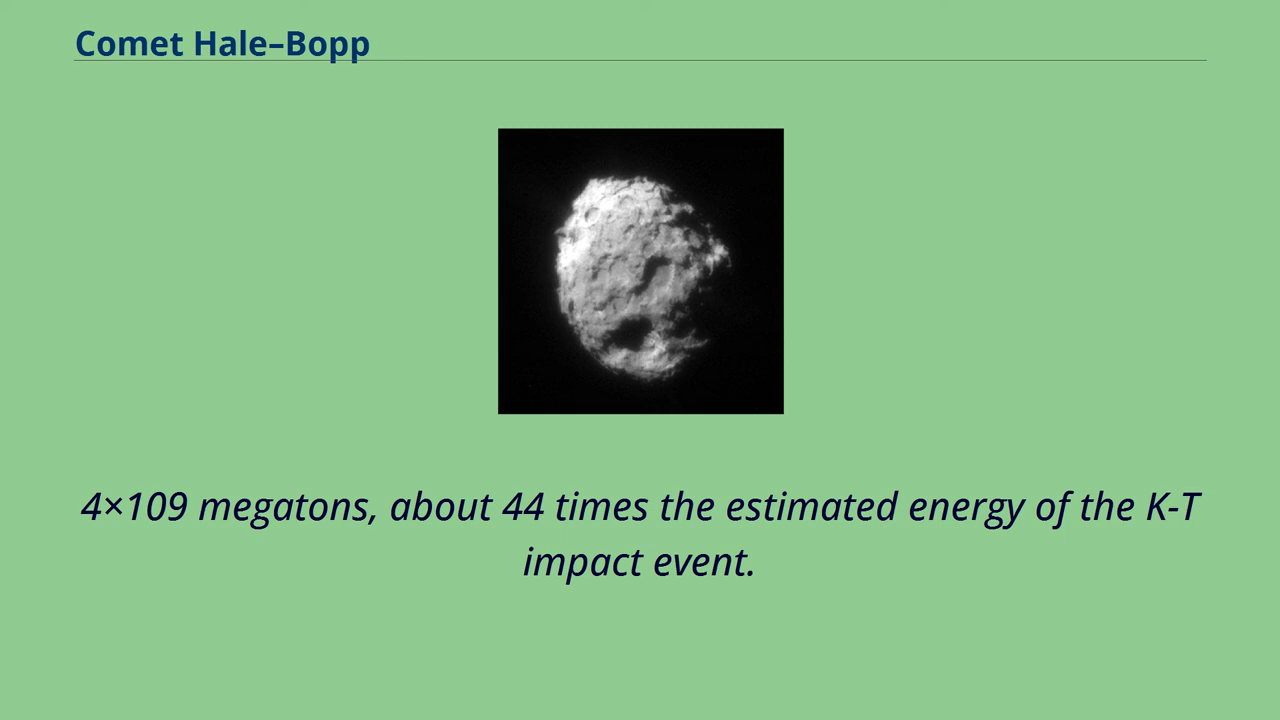 Comet Hale–Bopp
4×109 megatons, about 44 times the estimated energy of the K-T
impact event.